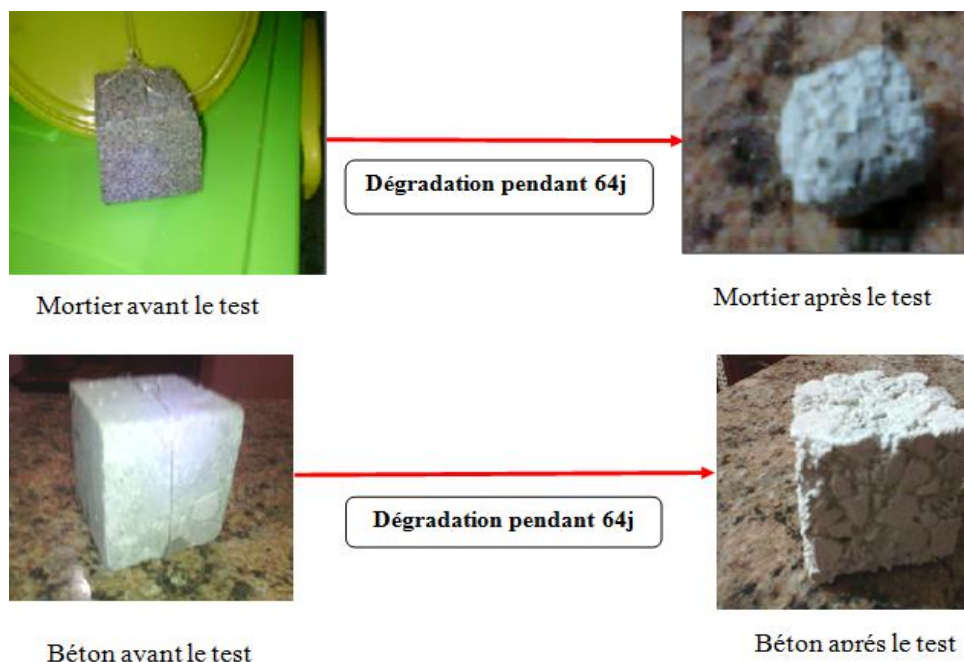 Dégradation pendant 64j
Mortier avant le test
Mortier après le test
Dégradation pendant 64j
Béton avant le test
Béton aprés le test